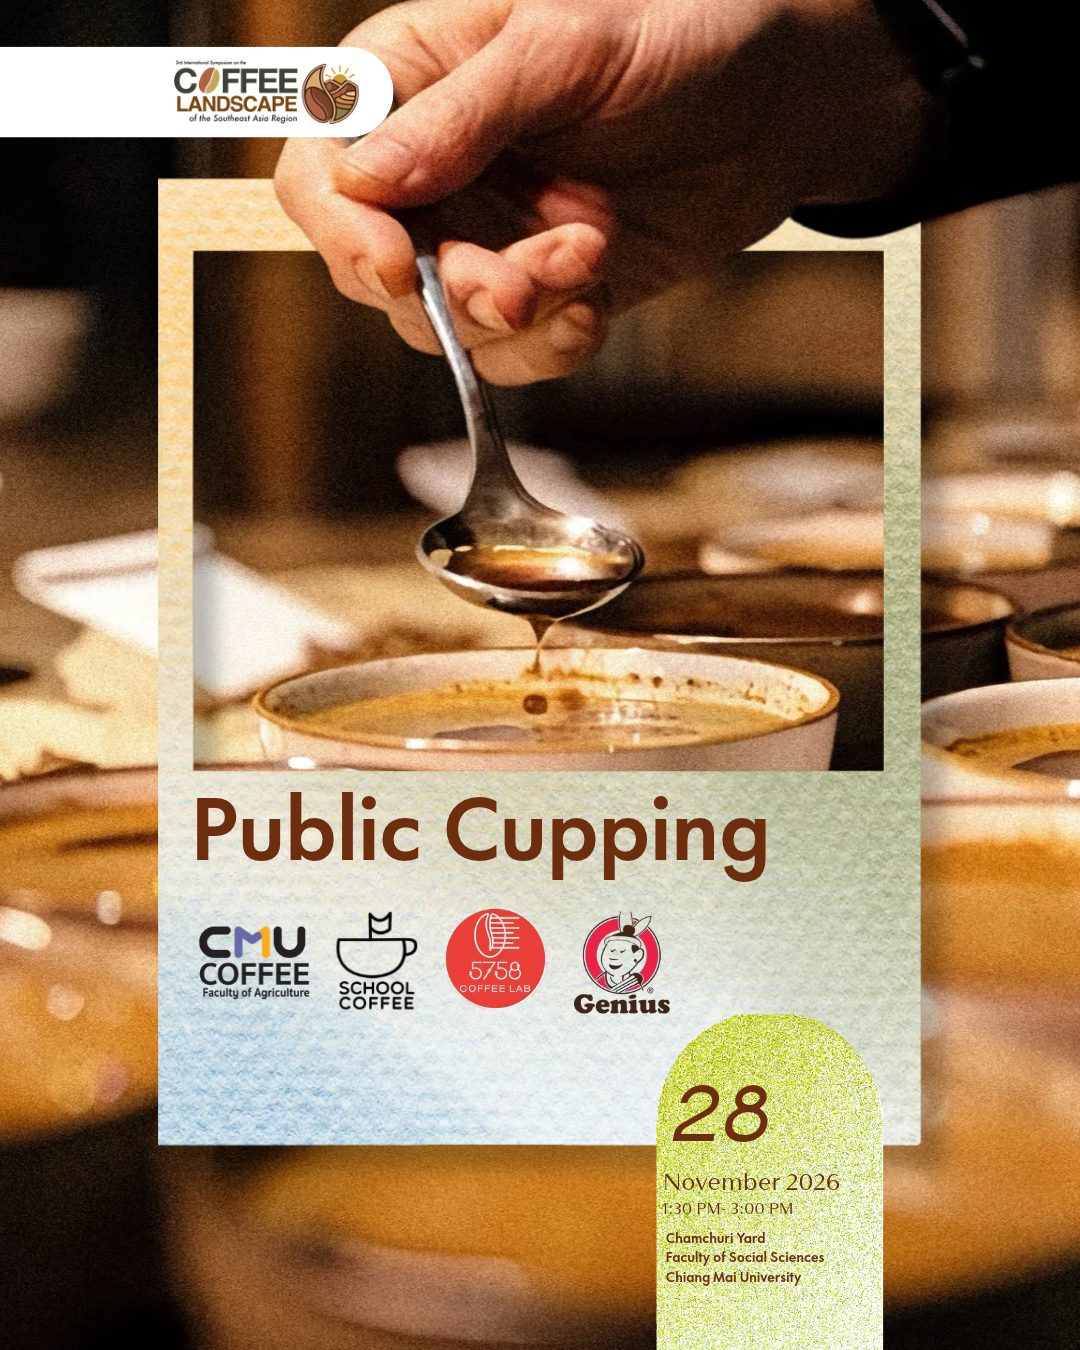 3rd International Symposium on the
COFFEE
LANDSCAPE
of the Southeast Asia Region
Public Cupping
CMU
COFFEE
Faculty of Agriculture
SCHOOL
COFFEE
5758
COFFEE LAB
Genius®
28
November 2026
1:30 PM- 3:00 PM
Chamchuri Yard
Faculty of Social Sciences
Chiang Mai University